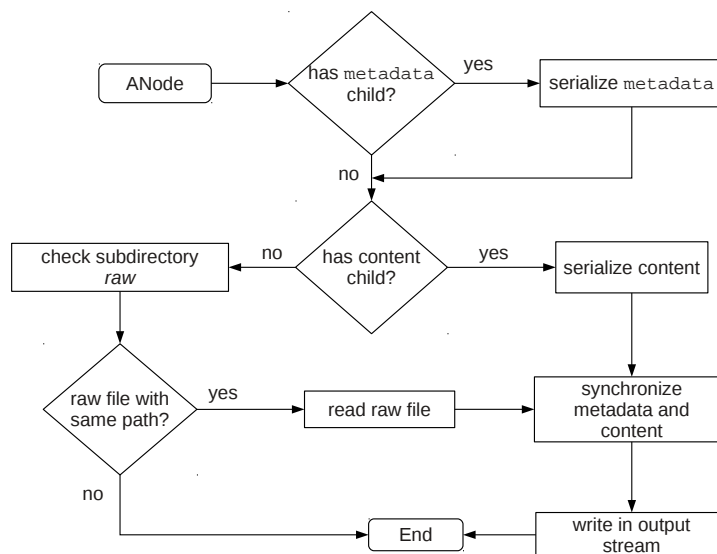 ANode
has metadata
child?
yes
serialize metadata
no
check subdirectory
raw
no
has content
child?
yes
serialize content
raw file with
same path?
yes
read raw file
synchronize
metadata and
content
no
End
write in output
stream